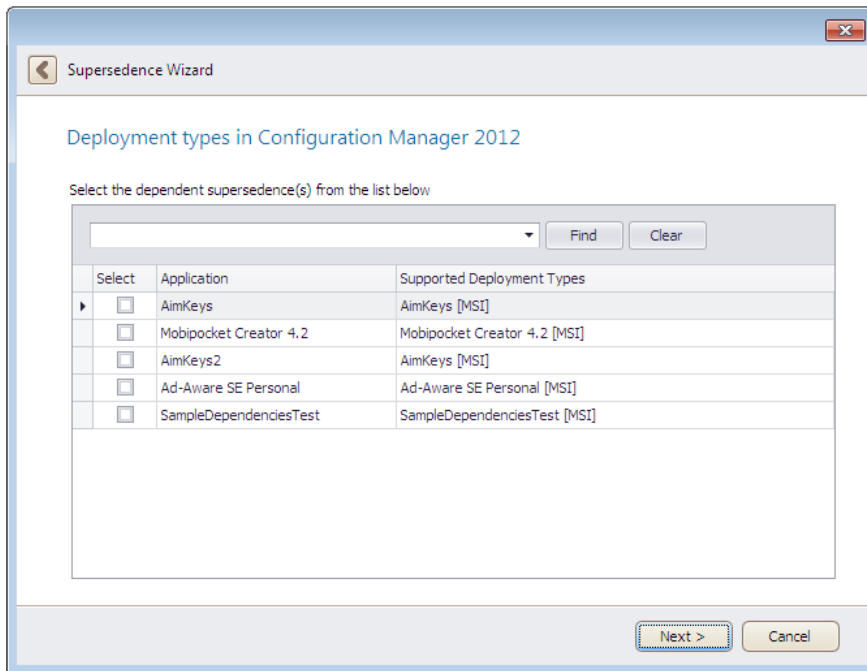 Supersedence Wizard
Deployment types in Configuration Manager 2012
Select the dependent supersedence(s) from the list below
Find Clear
Select Application Supported Deployment Types
AimKeys AimKeys [MSI]
Mobipocket Creator 4.2 Mobipocket Creator 4.2 [MSI]
AimKeys2 AimKeys [MSI]
Ad-Aware SE Personal Ad-Aware SE Personal [MSI]
SampleDependenciesTest SampleDependenciesTest [MSI]
Next > Cancel